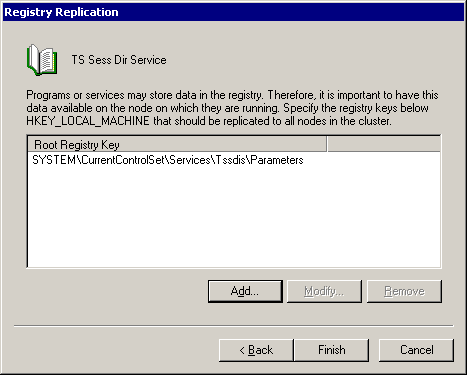 Registry Replication
TS Sess Dir Service
Programs or services may store data in the registry. Therefore, it is important to have this
data available on the node on which they are running. Specify the registry keys below
HKEY_LOCAL_MACHINE that should be replicated to all nodes in the cluster.
Root Registry Key
SYSTEM\CurrentControlSet\Services\Tssdis\Parameters
Add...
Modify...
Remove
< Back
Finish
Cancel